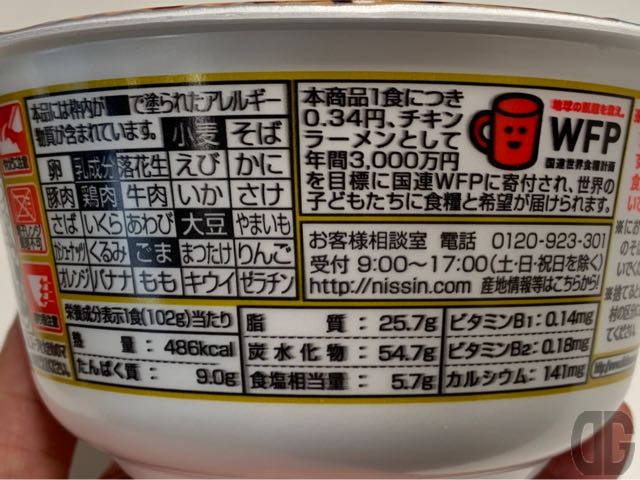 本品には枠内が■で塗られたアレルギー
物質が含まれています。 小麦 そば
卵 乳成分 落花生 えび かに
豚肉 鶏肉 牛肉 いか さけ
さば いくら あわび 大豆 やまいも
カシューナッツ くるみ ごま まつたけ りんご
オレンジ バナナ もも キウイ ゼラチン
本商品1食につき
0.34円、チキン
ラーメンとして
年間3,000万円
を目標に国連WFPに寄付され、世界の
子どもたちに食糧と希望が届けられます。
地球の飢餓を救え。
WFP
国連世界食糧計画
お客様相談室 電話 0120-923-301
受付 9:00～17:00(土・日・祝日を除く)
http://nissin.com 産地情報等はこちらから!
栄養成分表示1食(102g)当たり
熱量:486kcal
たんぱく質:9.0g
脂質:25.7g
炭水化物:54.7g
食塩相当量:5.7g
ビタミンB1:0.14mg
ビタミンB2:0.18mg
カルシウム:141mg
DG